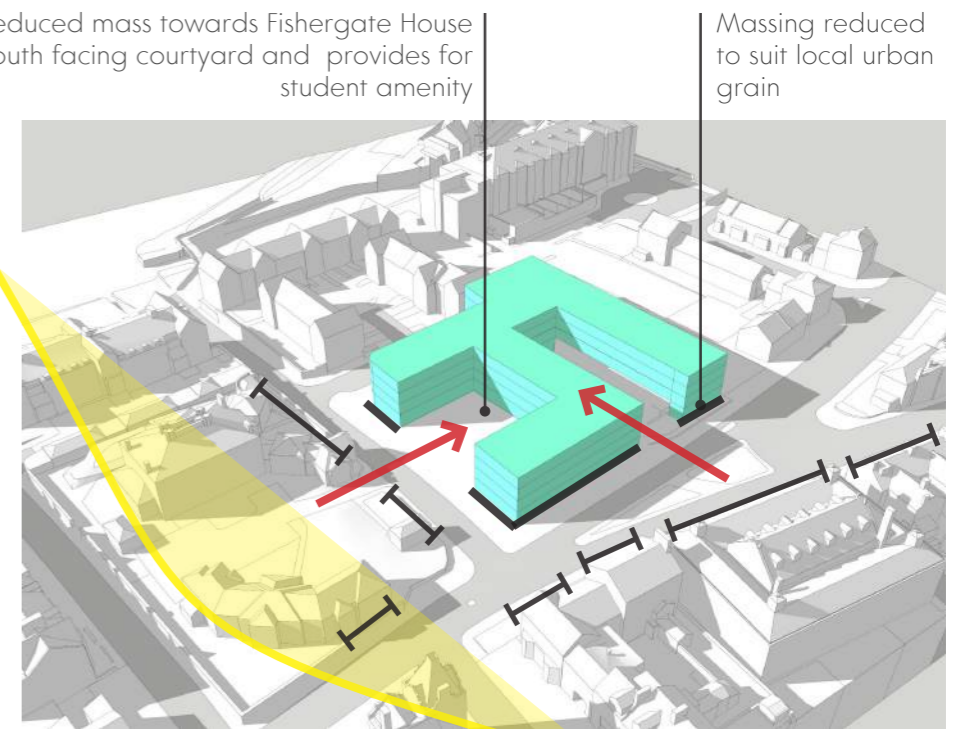 educed mass towards Fishergate House
outh facing courtyard and provides for
student amenity
Massing reduced
to suit local urban
grain